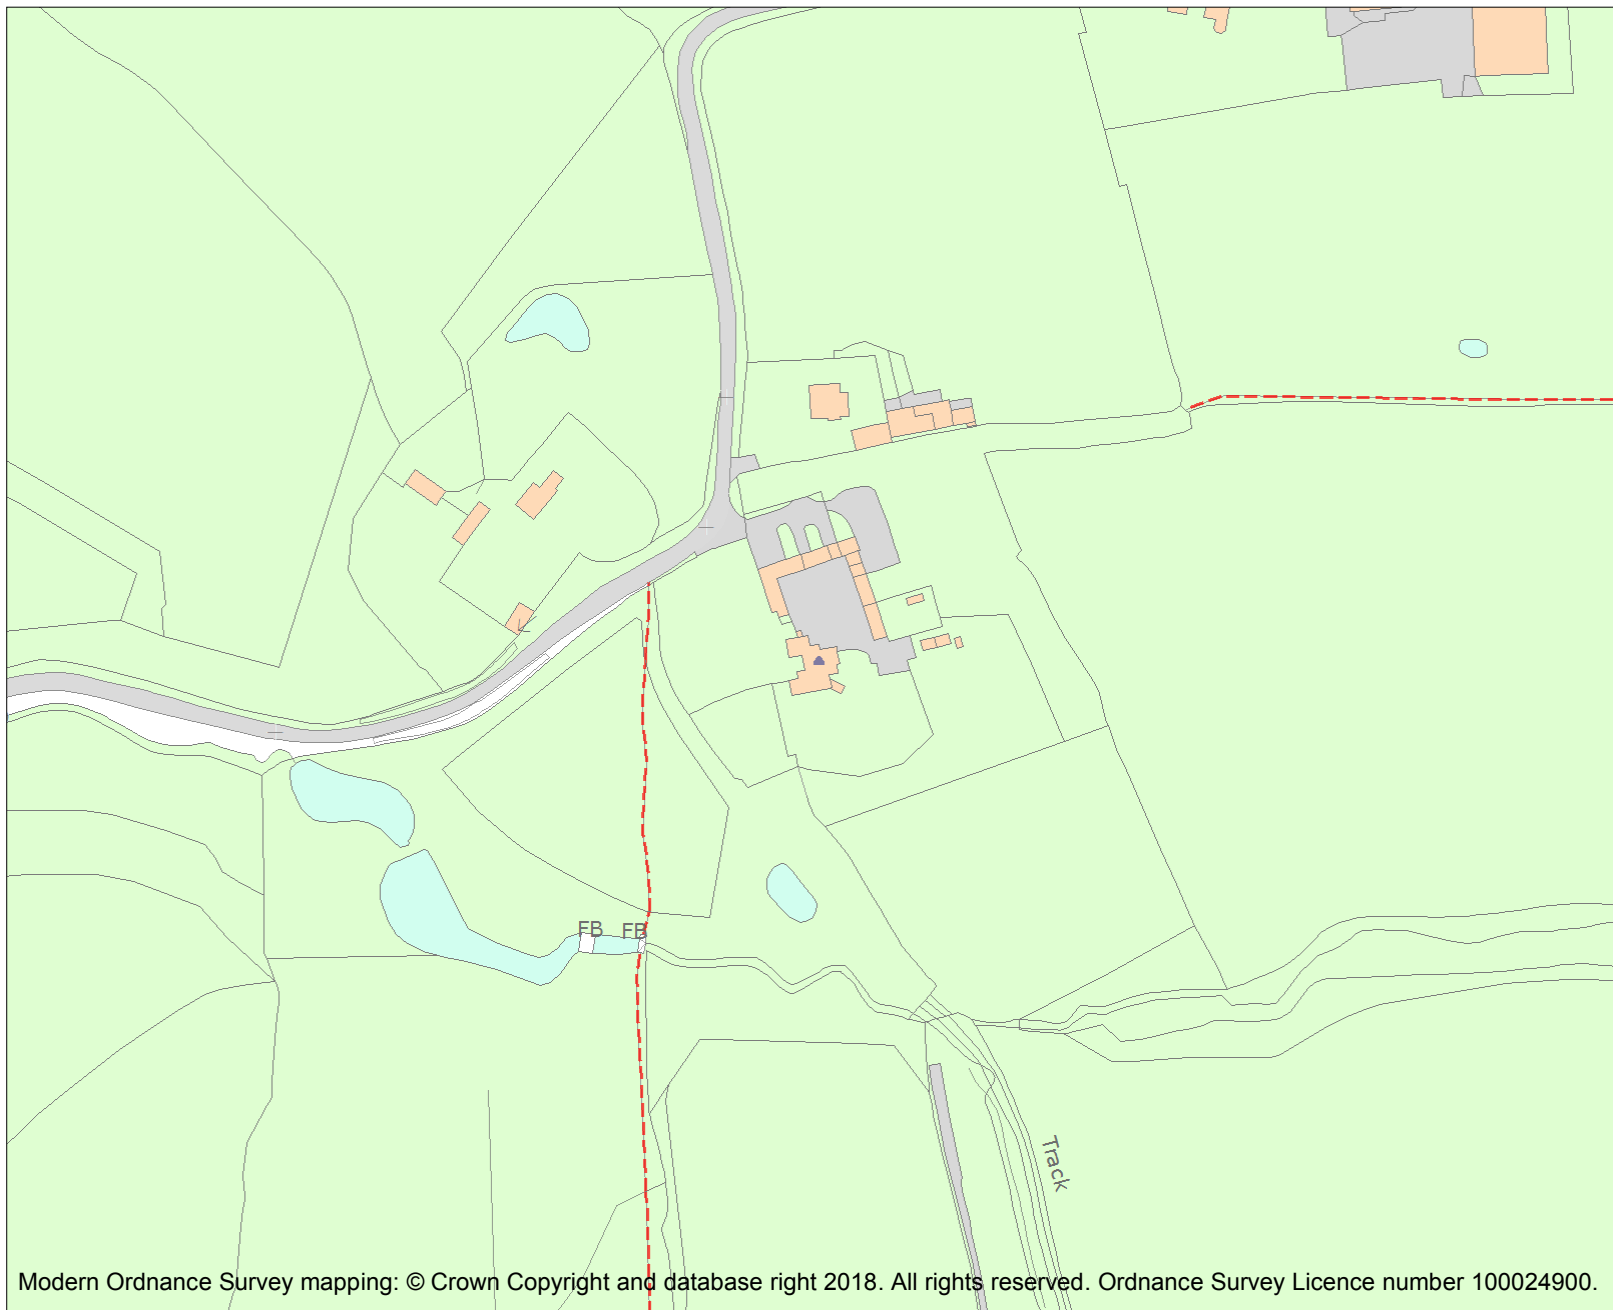 FB FB
Track
Modern Ordnance Survey mapping: © Crown Copyright and database right 2018. All rights reserved. Ordnance Survey Licence number 100024900.